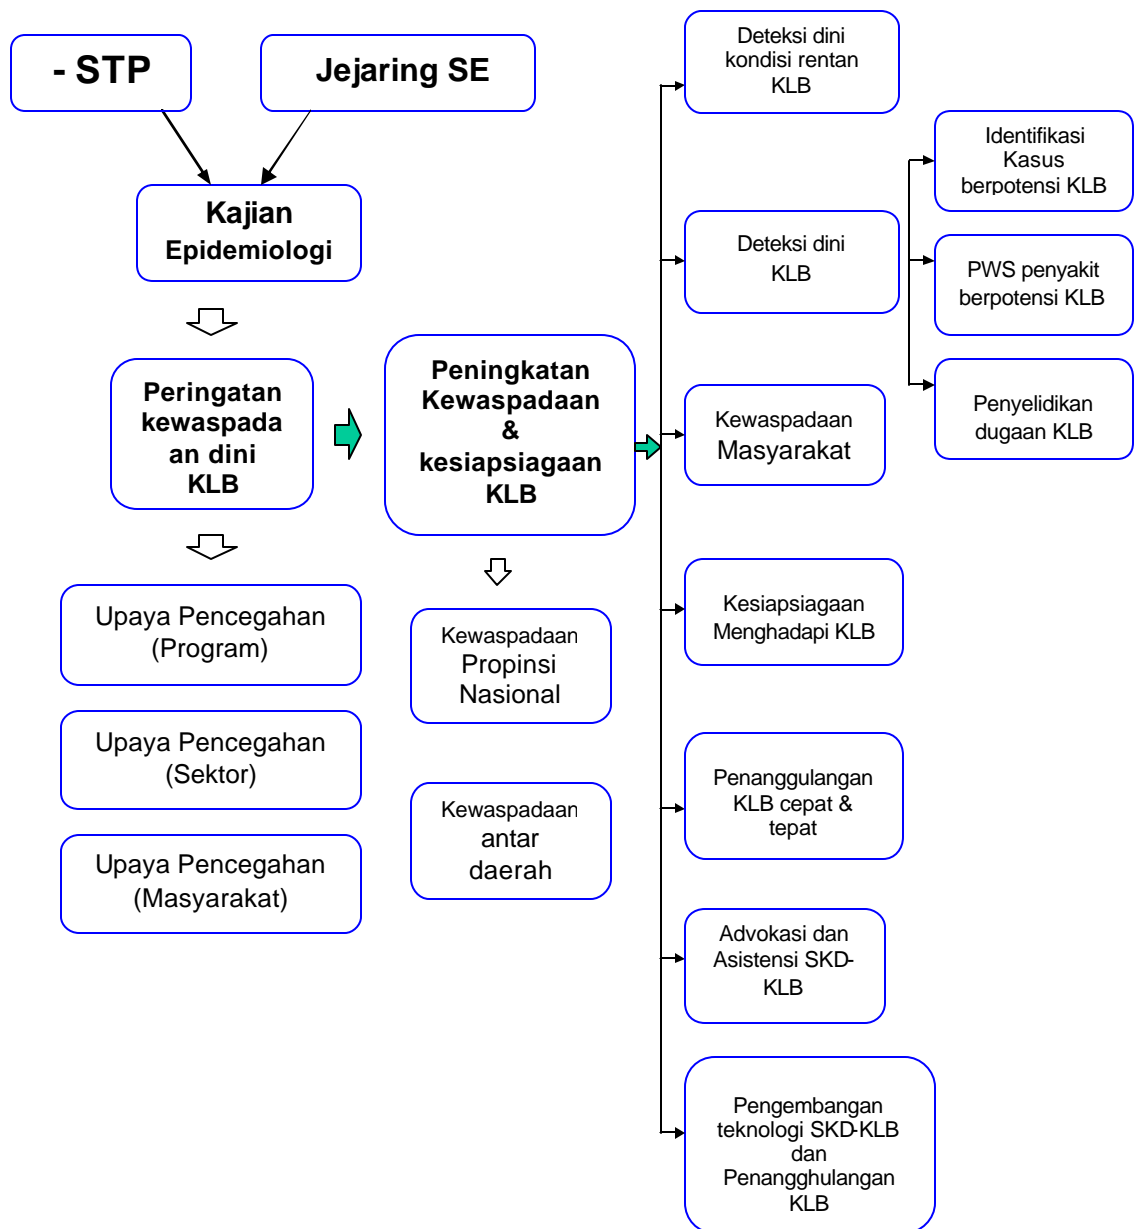 - STP
Jejaring SE
Kajian
Epidemiologi
Peringatan
kewaspada
an dini
KLB
Upaya Pencegahan
(Program)
Upaya Pencegahan
(Sektor)
Upaya Pencegahan
(Masyarakat)
Peningkatan
Kewaspadaan
&
kesiapsiagaan
KLB
Kewaspadaan
Propinsi
Nasional
Kewaspadaan
antar
daerah
Deteksi dini
kondisi rentan
KLB
Deteksi dini
KLB
Identifikasi
Kasus
berpotensi KLB
PWS penyakit
berpotensi KLB
Penyelidikan
dugaan KLB
Kewaspadaan
Masyarakat
Kesiapsiagaan
Menghadapi KLB
Penanggulangan
KLB cepat &
tepat
Advokasi dan
Asistensi SKD-
KLB
Pengembangan
teknologi SKD-KLB
dan
Penangghulangan
KLB